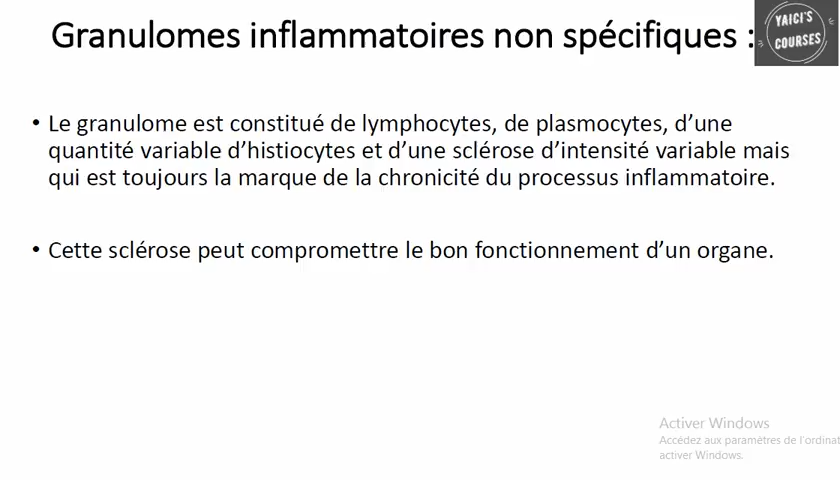 Granulomes inflammatoires non spécifiques :
YAICI'S
COURSES
• Le granulome est constitué de lymphocytes, de plasmocytes, d’une
quantité variable d’histiocytes et d’une sclérose d’intensité variable mais
qui est toujours la marque de la chronicité du processus inflammatoire.
• Cette sclérose peut compromettre le bon fonctionnement d’un organe.
Activer Windows
Accédez aux paramètres de l’ordinat
activer Windows.